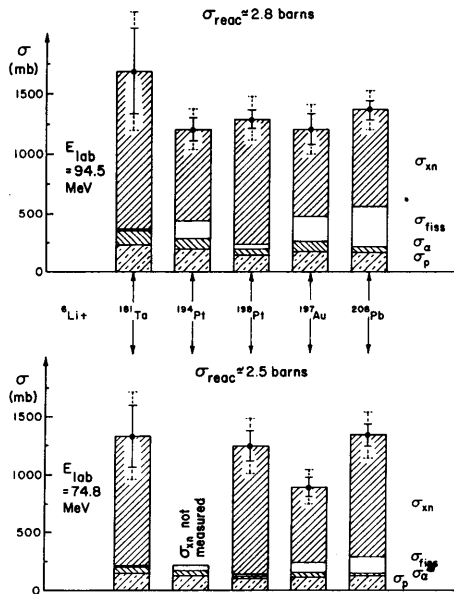 σreac ≃ 2.8 barns
σ
(mb)
1500
1000
500
0
Elab
= 94.5
MeV
σxn
σfiss
σα
σp
⁶Li+
¹⁸¹Ta
¹⁹⁴Pt
¹⁹⁸Pt
¹⁹⁷Au
²⁰⁸Pb
σreac ≃ 2.5 barns
σ
(mb)
1500
1000
500
0
Elab
= 74.8
MeV
σxn not
measured
σxn
σfiss
σα
σp